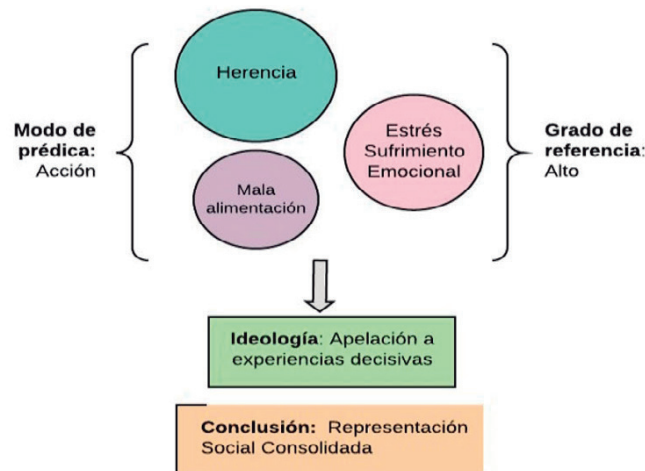 Herencia
Modo de
prédica:
Acción
Estrés
Sufrimiento
Emocional
Grado de
referencia:
Alto
Mala
alimentación
Ideología: Apelación a
experiencias decisivas
Conclusión: Representación
Social Consolidada